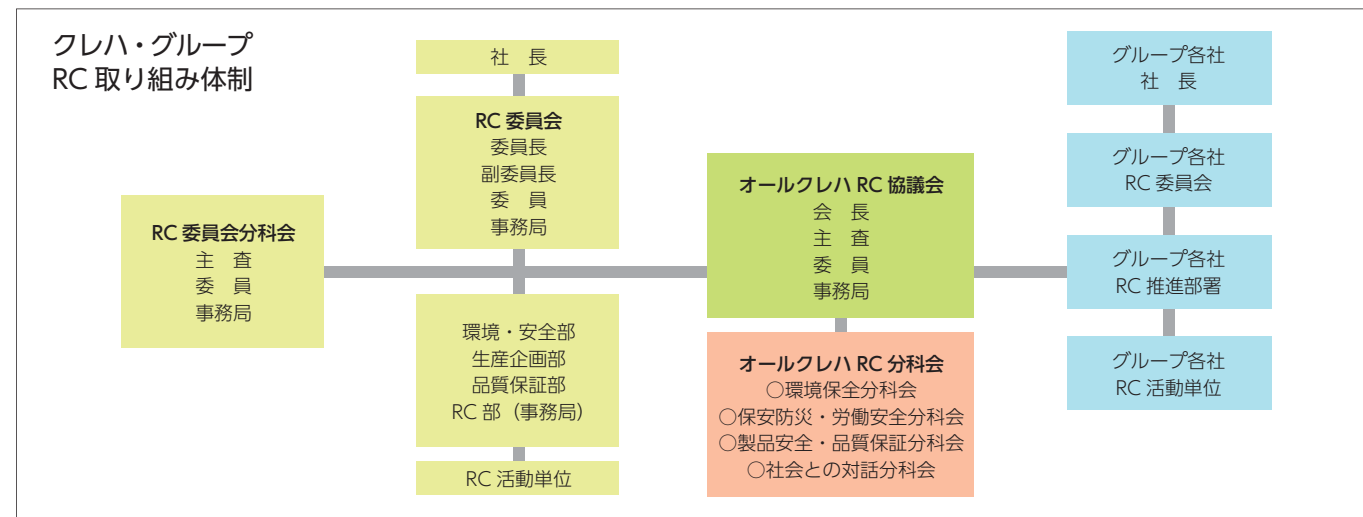 クレハ・グループ
RC 取り組み体制
社　長
RC 委員会
委員長
副委員長
委　員
事務局
RC 委員会分科会
主　査
委　員
事務局
環境・安全部
生産企画部
品質保証部
RC 部（事務局）
RC 活動単位
オールクレハ RC 協議会
会　長
主　査
委　員
事務局
オールクレハ RC 分科会
○環境保全分科会
○保安防災・労働安全分科会
○製品安全・品質保証分科会
○社会との対話分科会
グループ各社
社　長
グループ各社
RC 委員会
グループ各社
RC 推進部署
グループ各社
RC 活動単位